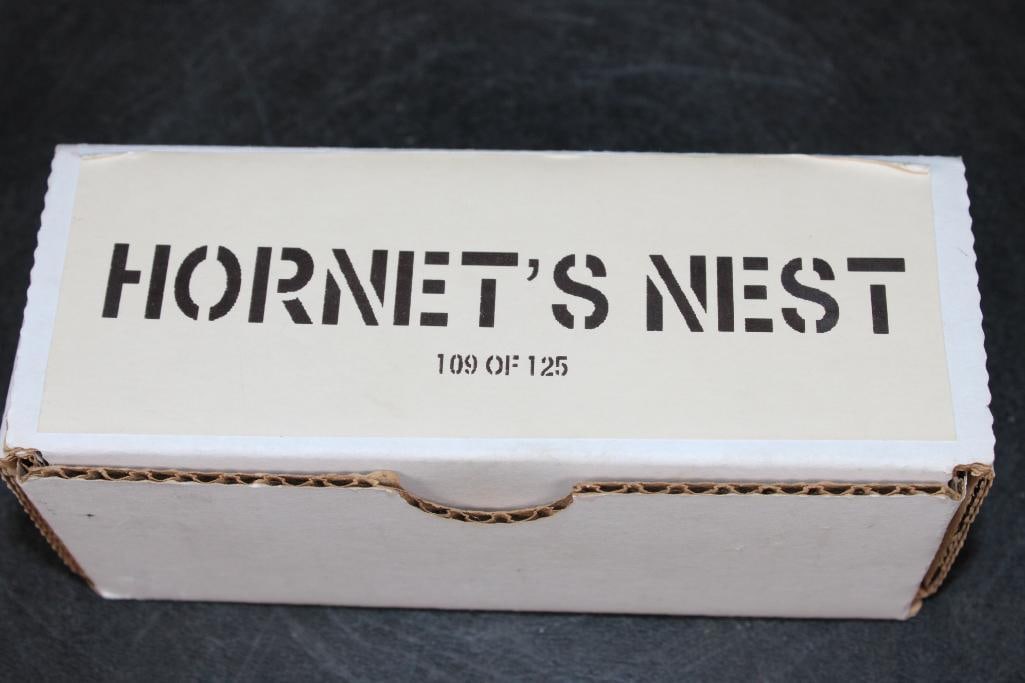 HORNET'S NEST
109 OF 125